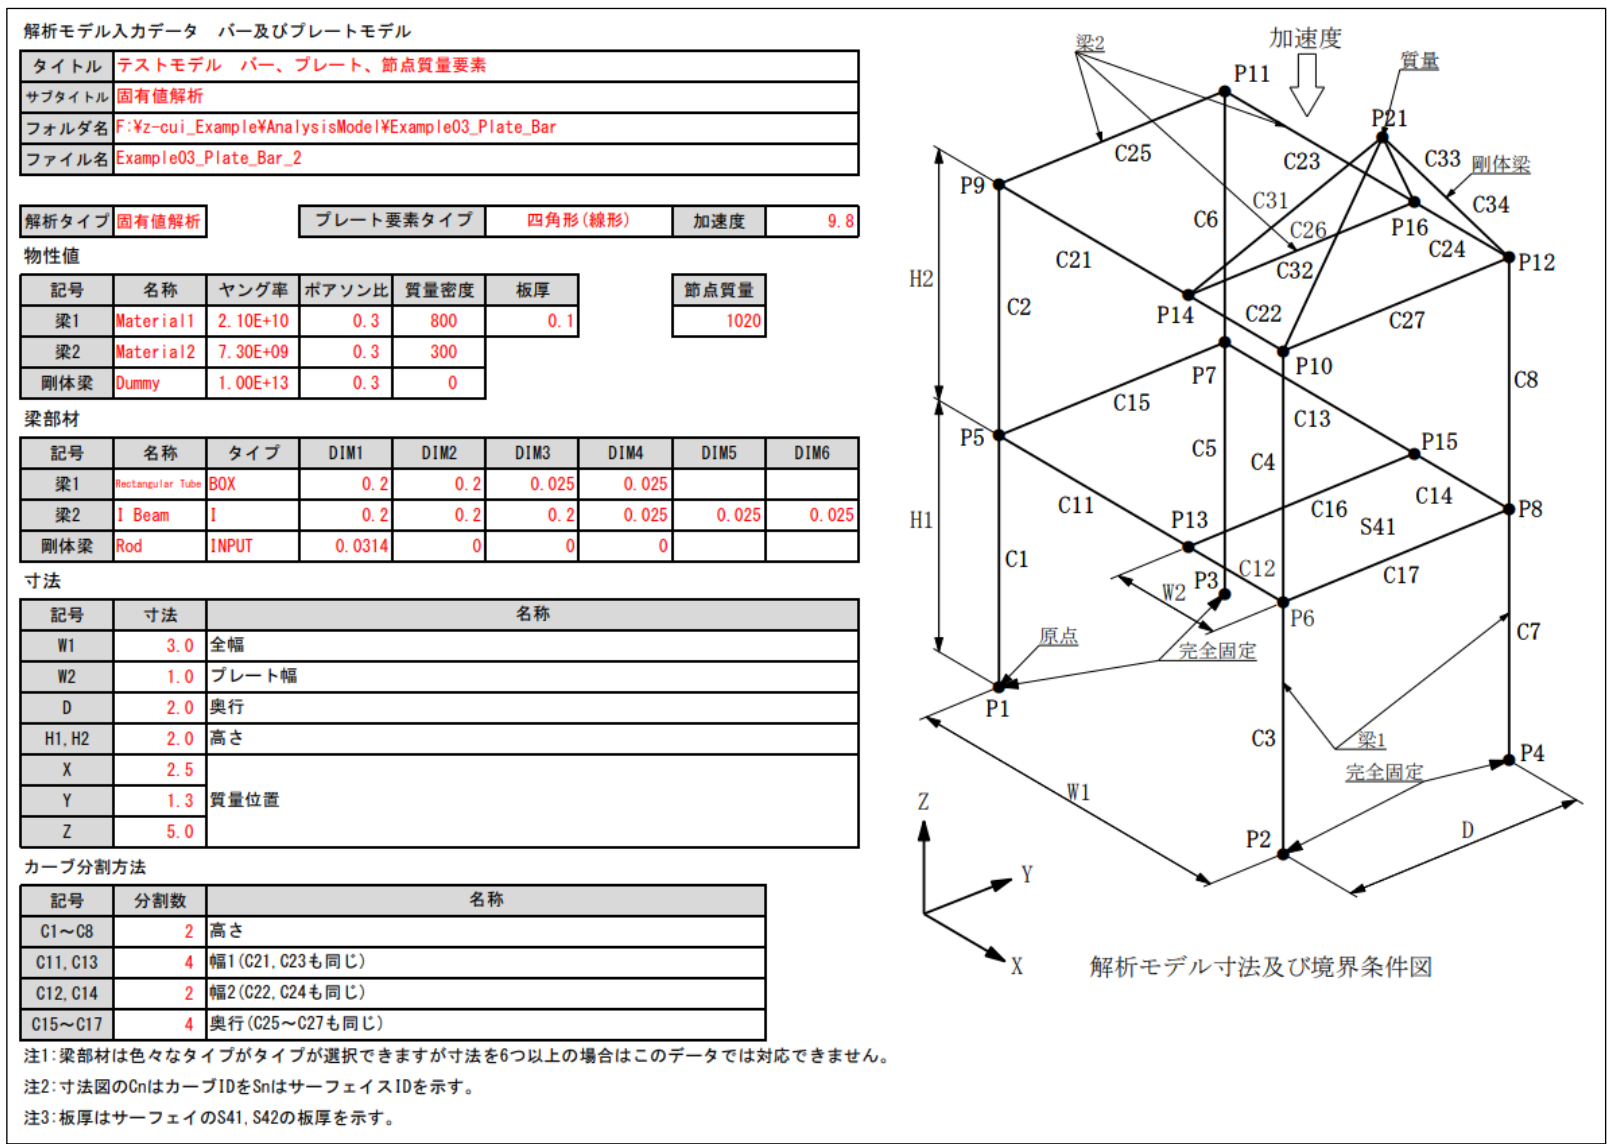 解析モデル入力データ　バー及びプレートモデル
タイトル テストモデル　バー、プレート、節点質量要素
サブタイトル 固有値解析
フォルダ名 F:¥z-cui_Example¥AnalysisModel¥Example03_Plate_Bar
ファイル名 Example03_Plate_Bar_2
解析タイプ 固有値解析 プレート要素タイプ 四角形(線形) 加速度 9.8
物性値
記号 名称 ヤング率 ポアソン比 質量密度 板厚 節点質量
梁1 Material1 2.10E+10 0.3 800 0.1 1020
梁2 Material2 7.30E+09 0.3 300
剛体梁 Dummy 1.00E+13 0.3 0
梁部材
記号 名称 タイプ DIM1 DIM2 DIM3 DIM4 DIM5 DIM6
梁1 Rectangular Tube BOX 0.2 0.2 0.025 0.025
梁2 I Beam I 0.2 0.2 0.2 0.025 0.025 0.025
剛体梁 Rod INPUT 0.0314 0 0 0
寸法
記号 寸法 名称
W1 3.0 全幅
W2 1.0 プレート幅
D 2.0 奥行
H1,H2 2.0 高さ
X 2.5
Y 1.3 質量位置
Z 5.0
カーブ分割方法
記号 分割数 名称
C1～C8 2 高さ
C11,C13 4 幅1(C21,C23も同じ)
C12,C14 2 幅2(C22,C24も同じ)
C15～C17 4 奥行(C25～C27も同じ)
注1:梁部材は色々なタイプがタイプが選択できますが寸法を6つ以上の場合はこのデータでは対応できません。
注2:寸法図のCnはカーブIDをSnはサーフェイスIDを示す。
注3:板厚はサーフェイのS41,S42の板厚を示す。
梁2
加速度
質量
P11
P21
C25
C23
C33
剛体梁
P9
C6
C31
C34
C26
P16
C21
C32
C24
P12
H2
C2
P14
C22
C27
P7
P10
C8
C15
C13
P5
P15
C5
C4
C11
C14
H1
P13
C16
S41
P8
C1
C12
C17
P3
W2
P6
原点
完全固定
C7
P1
C3
梁1
P4
完全固定
W1
Z
P2
D
Y
X
解析モデル寸法及び境界条件図